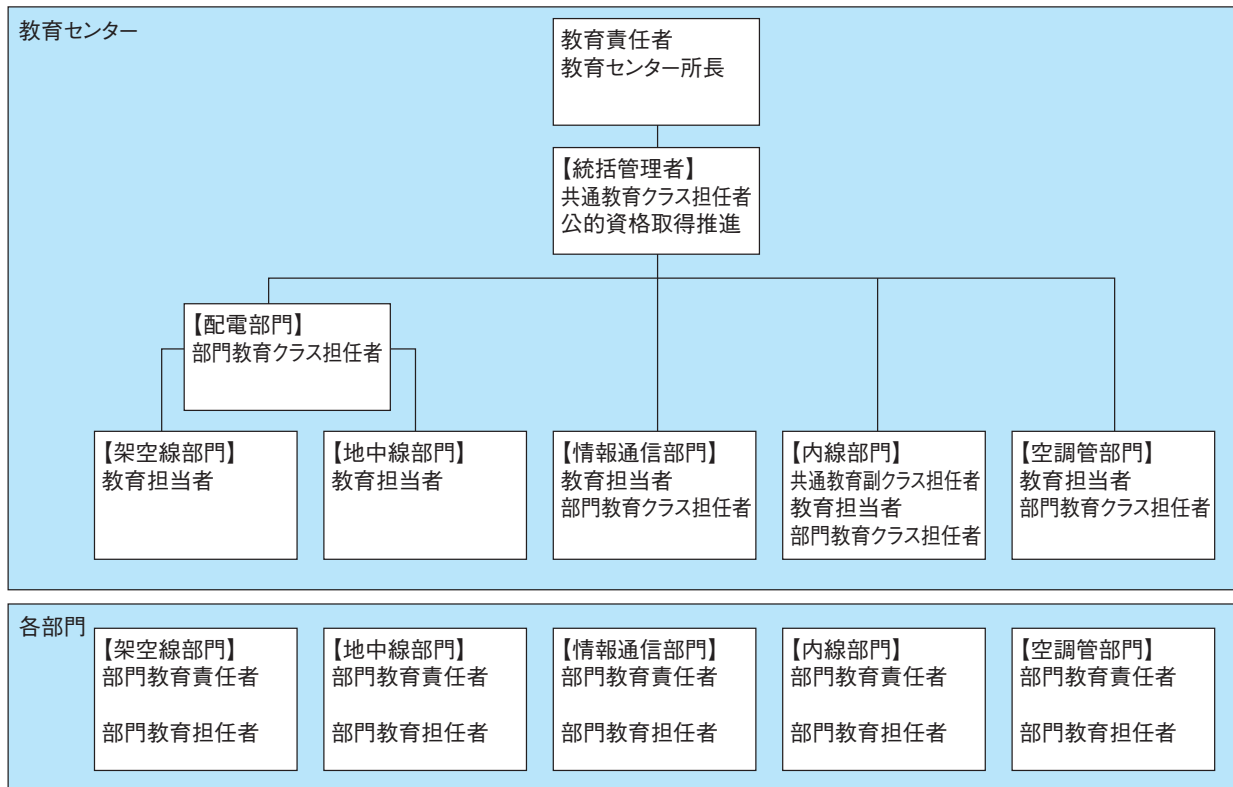 教育センター
教育責任者
教育センター所長
【統括管理者】
共通教育クラス担任者
公的資格取得推進
【配電部門】
部門教育クラス担任者
【架空線部門】
教育担当者
【地中線部門】
教育担当者
【情報通信部門】
教育担当者
部門教育クラス担任者
【内線部門】
共通教育副クラス担任者
教育担当者
部門教育クラス担任者
【空調管部門】
教育担当者
部門教育クラス担任者
各部門
【架空線部門】
部門教育責任者
部門教育担任者
【地中線部門】
部門教育責任者
部門教育担任者
【情報通信部門】
部門教育責任者
部門教育担任者
【内線部門】
部門教育責任者
部門教育担任者
【空調管部門】
部門教育責任者
部門教育担任者